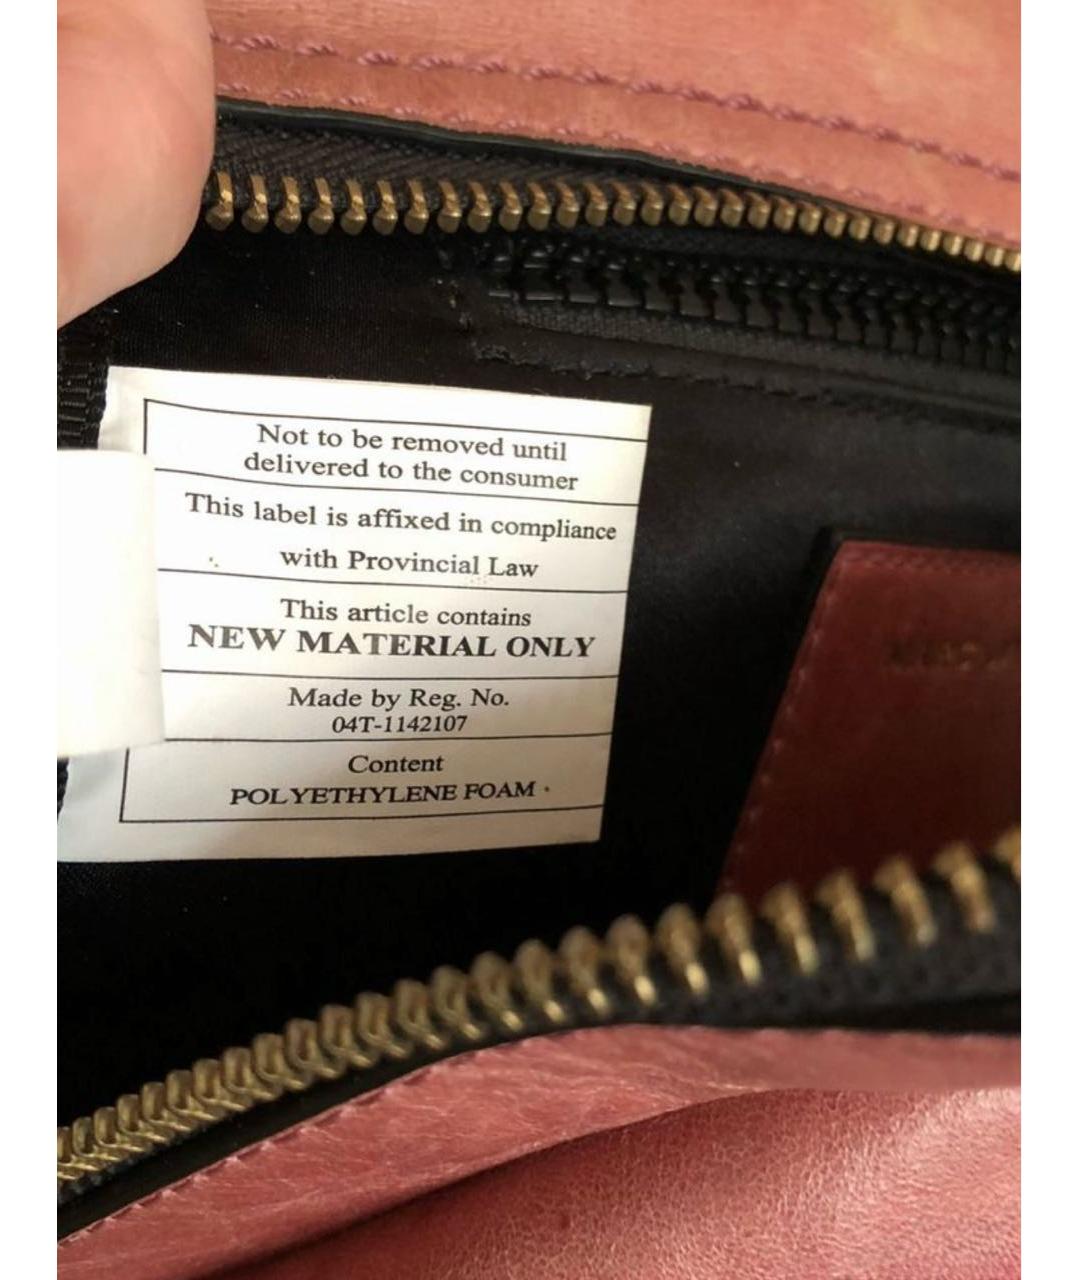 Not to be removed until
delivered to the consumer
This label is affixed in compliance
with Provincial Law
This article contains
NEW MATERIAL ONLY
Made by Reg. No.
04T-1142107
Content
POLYETHYLENE FOAM